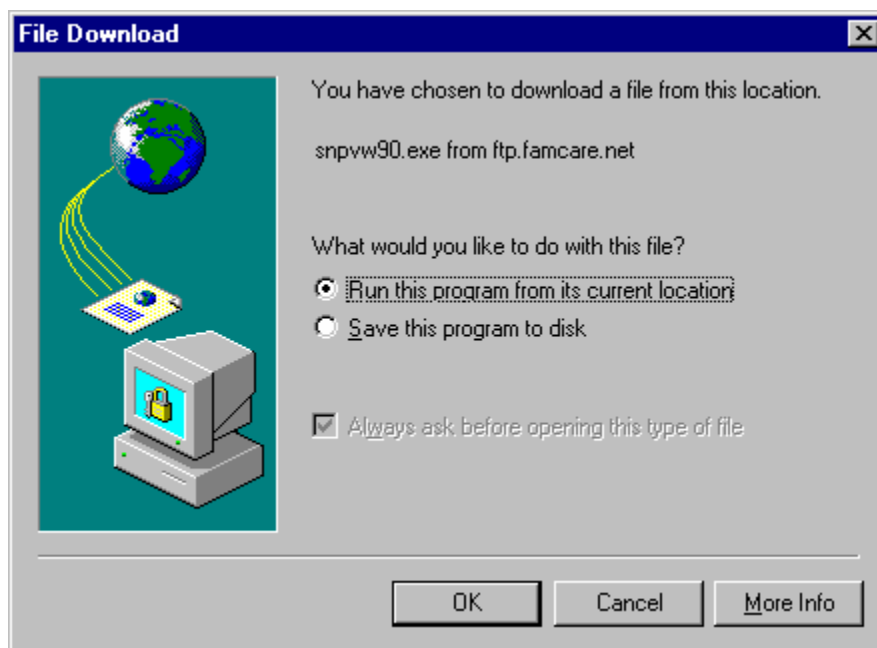 File Download
You have chosen to download a file from this location.
snpvw90.exe from ftp.famcare.net
What would you like to do with this file?
Run this program from its current location
Save this program to disk
Always ask before opening this type of file
OK
Cancel
More Info